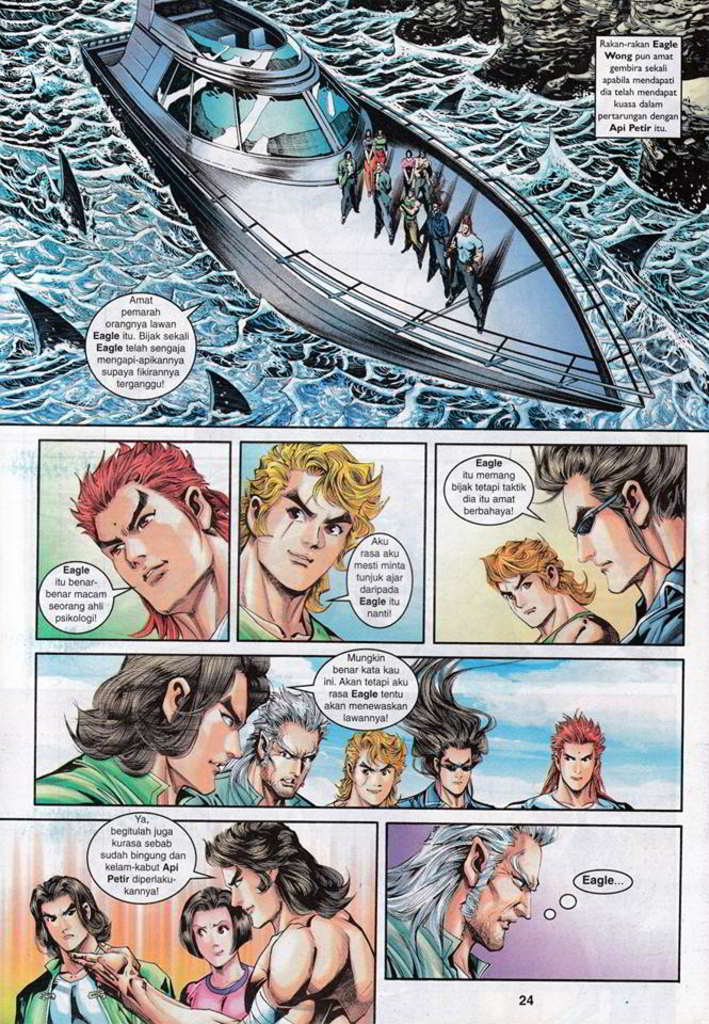 Rakan-rakan Eagle
Wong pun amat
gembira sekali
apabila mendapati
dia telah mendapat
kuasa dalam
pertarungan dengan
Api Petir itu.
Amat
pemarah
orangnya lawan
Eagle itu. Bijak sekali
Eagle telah sengaja
mengapi-apikannya
supaya fikirannya
terganggu!
Eagle
itu benar-
benar macam
seorang ahli
psikologi!
Aku
rasa aku
mesti minta
tunjuk ajar
daripada
Eagle itu
nanti!
Eagle
itu memang
bijak tetapi taktik
dia itu amat
berbahaya!
Mungkin
benar kata kau
ini. Akan tetapi aku
rasa Eagle tentu
akan menewaskan
lawannya!
Ya,
begitulah juga
kurasa sebab
sudah bingung dan
kelam-kabut Api
Petir diperlaku-
kannya!
Eagle...
24